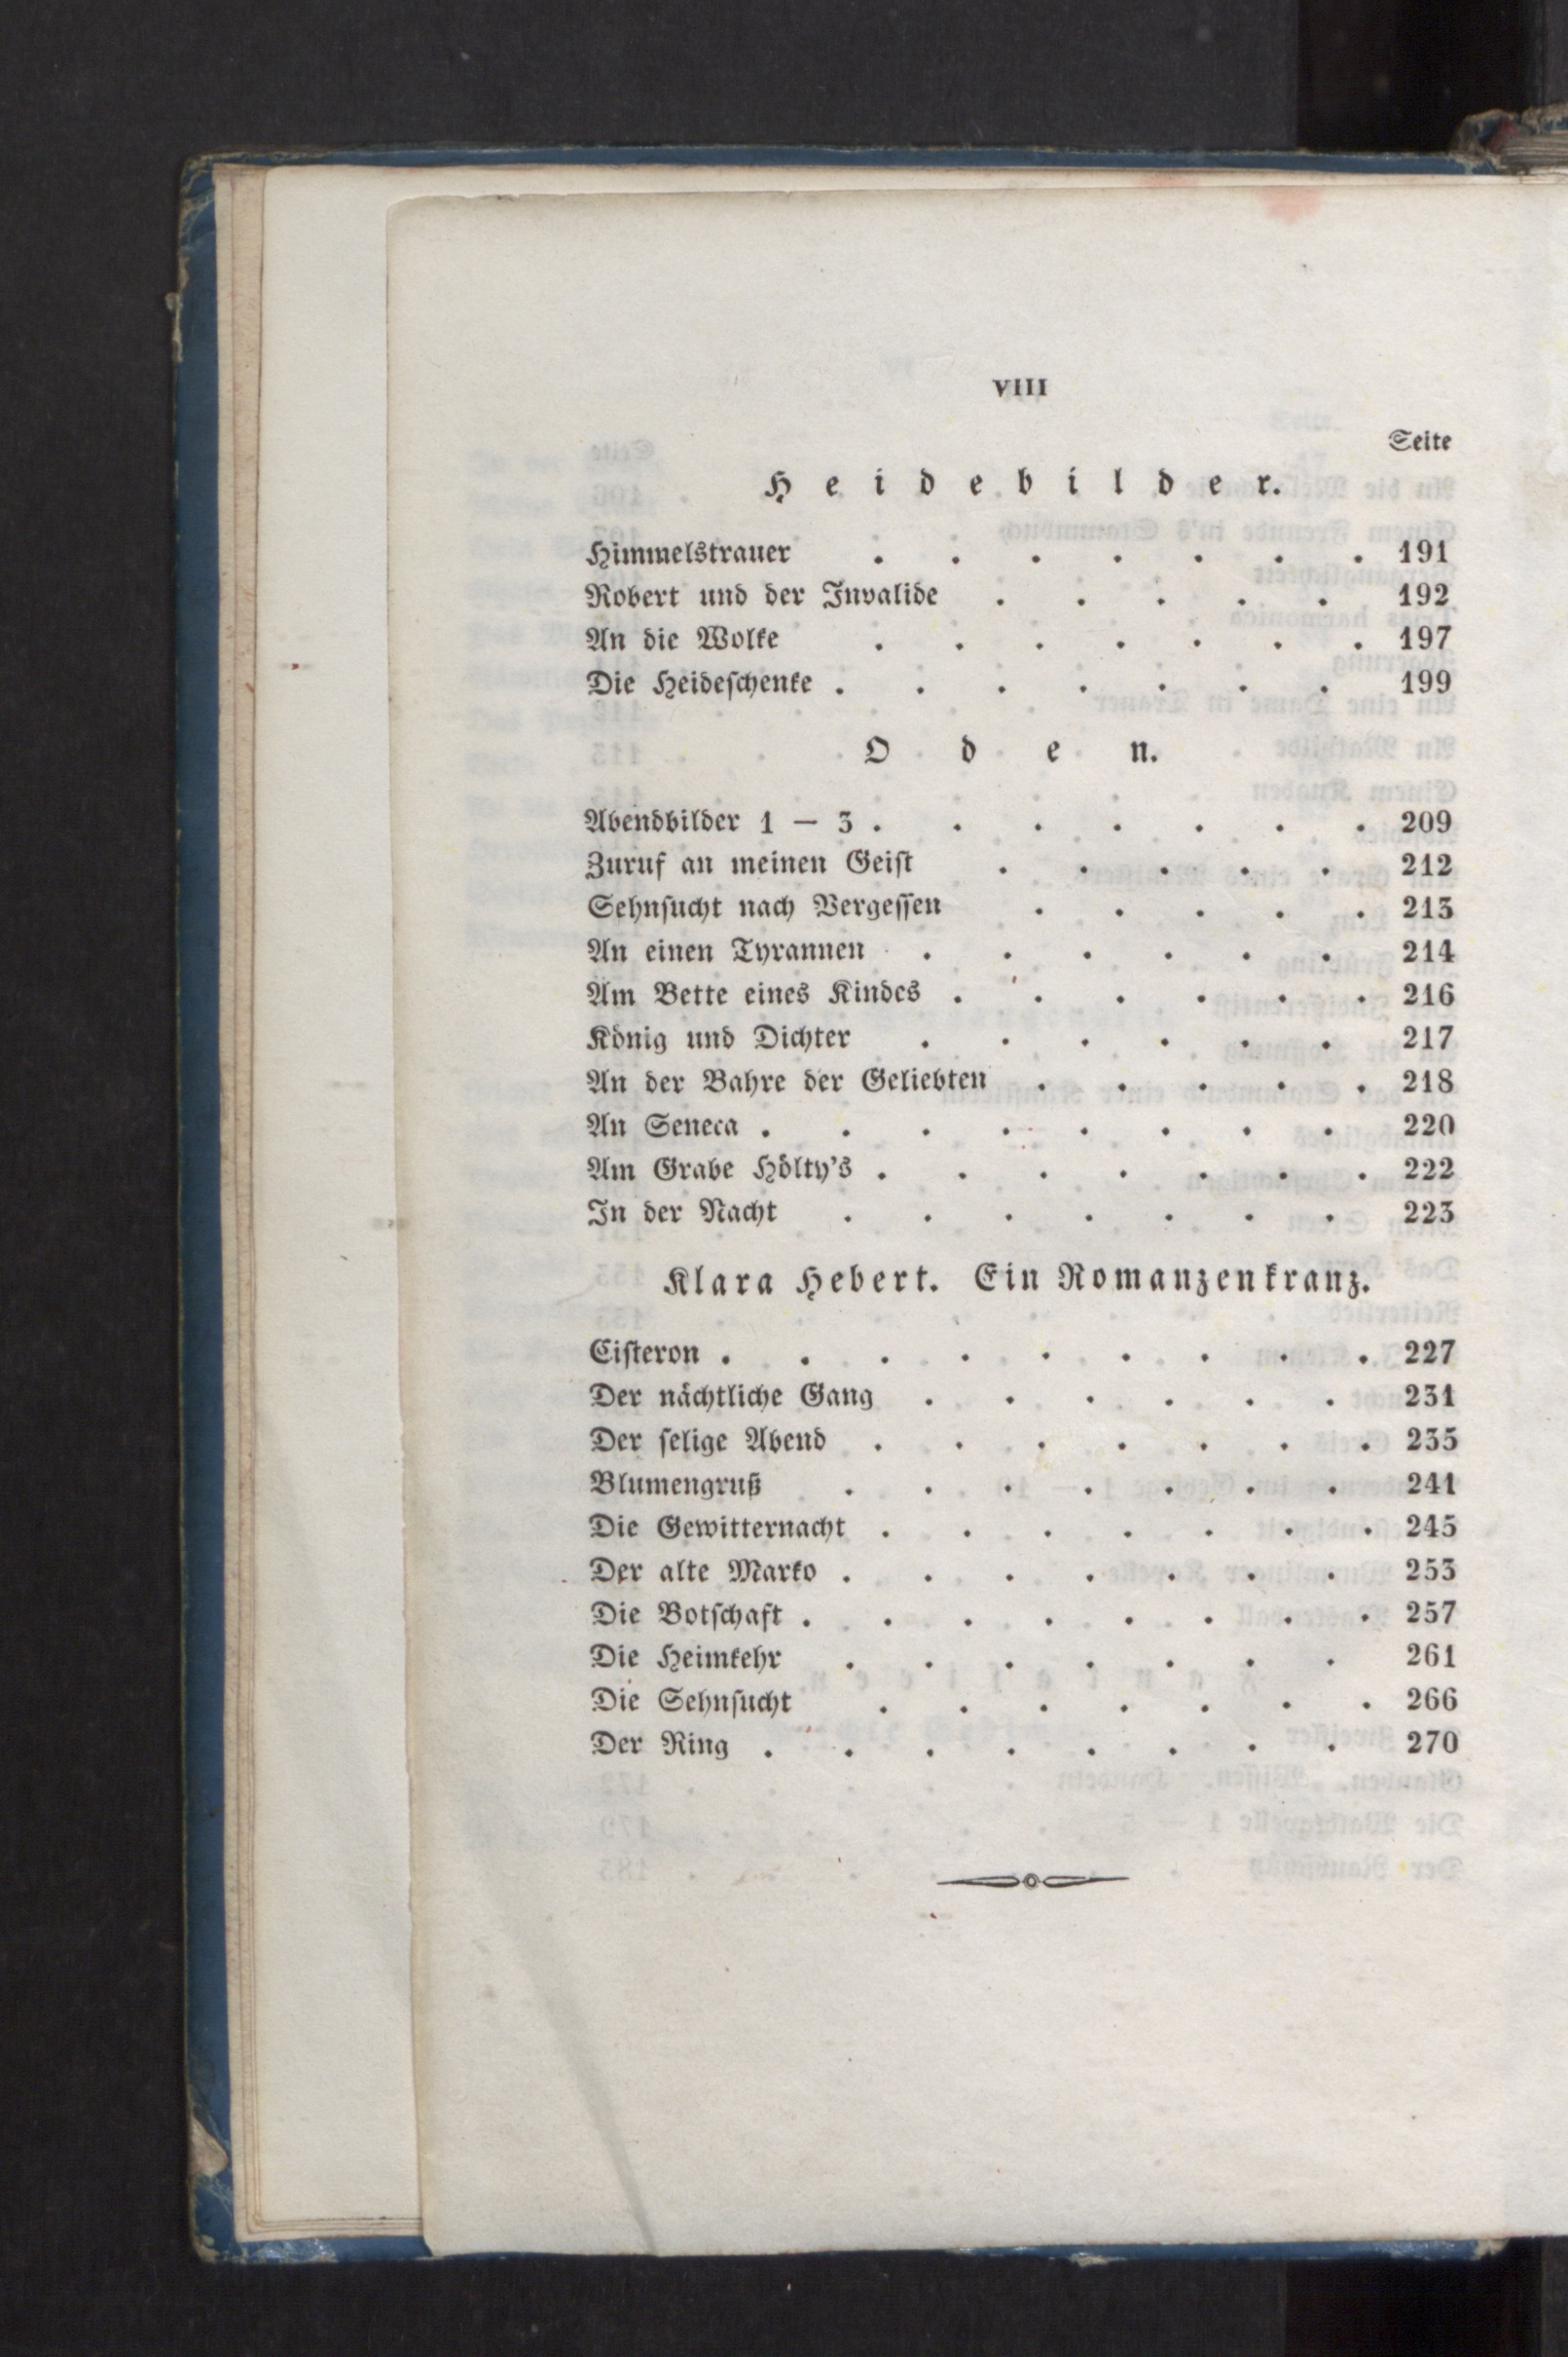 VIII
Seite
Heidebilder.
Himmelstrauer . . . . . . . 191
Robert und der Invalide . . . . . 192
An die Wolke . . . . . . . 197
Die Heideschenke . . . . . . . 199
Oden.
Abendbilder 1 — 3 . . . . . . . 209
Zuruf an meinen Geist . . . . . 212
Sehnsucht nach Vergessen . . . . . 213
An einen Tyrannen . . . . . . 214
Am Bette eines Kindes . . . . . . 216
König und Dichter . . . . . . 217
An der Bahre der Geliebten . . . . . 218
An Seneca . . . . . . . . 220
Am Grabe Hölty's . . . . . . . 222
In der Nacht . . . . . . . 223
Klara Hebert. Ein Romanzenkranz.
Cisteron . . . . . . . . . 227
Der nächtliche Gang . . . . . . 231
Der selige Abend . . . . . . . 235
Blumengruß . . . . . . . 241
Die Gewitternacht . . . . . . . 245
Der alte Marko . . . . . . . 253
Die Botschaft . . . . . . . . 257
Die Heimkehr . . . . . . . 261
Die Sehnsucht . . . . . . . 266
Der Ring . . . . . . . . 270